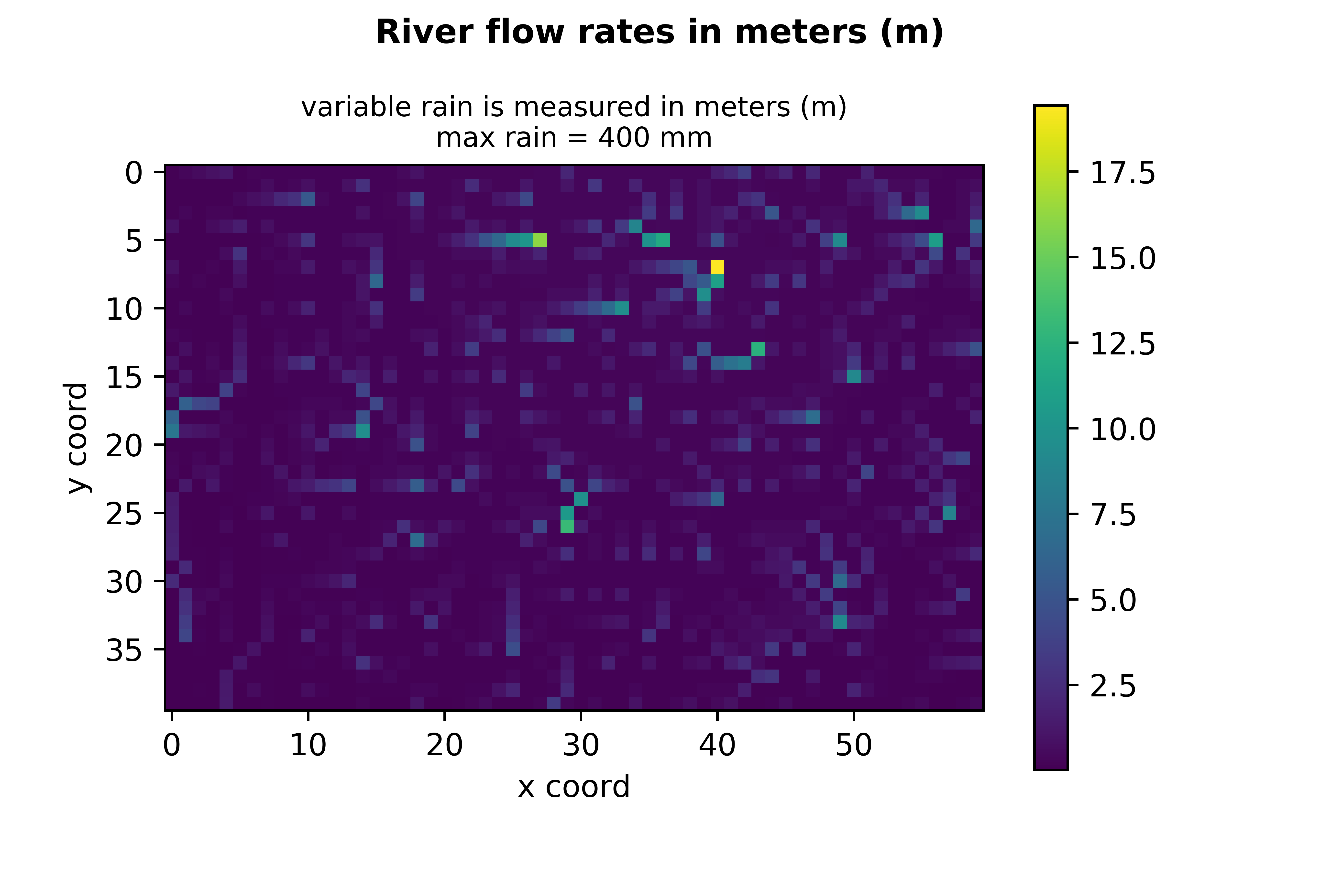 River flow rates in meters (m)
variable rain is measured in meters (m)
max rain = 400 mm
0
5
10
15
20
25
30
35
y coord
0 10 20 30 40 50
x coord
17.5
15.0
12.5
10.0
7.5
5.0
2.5